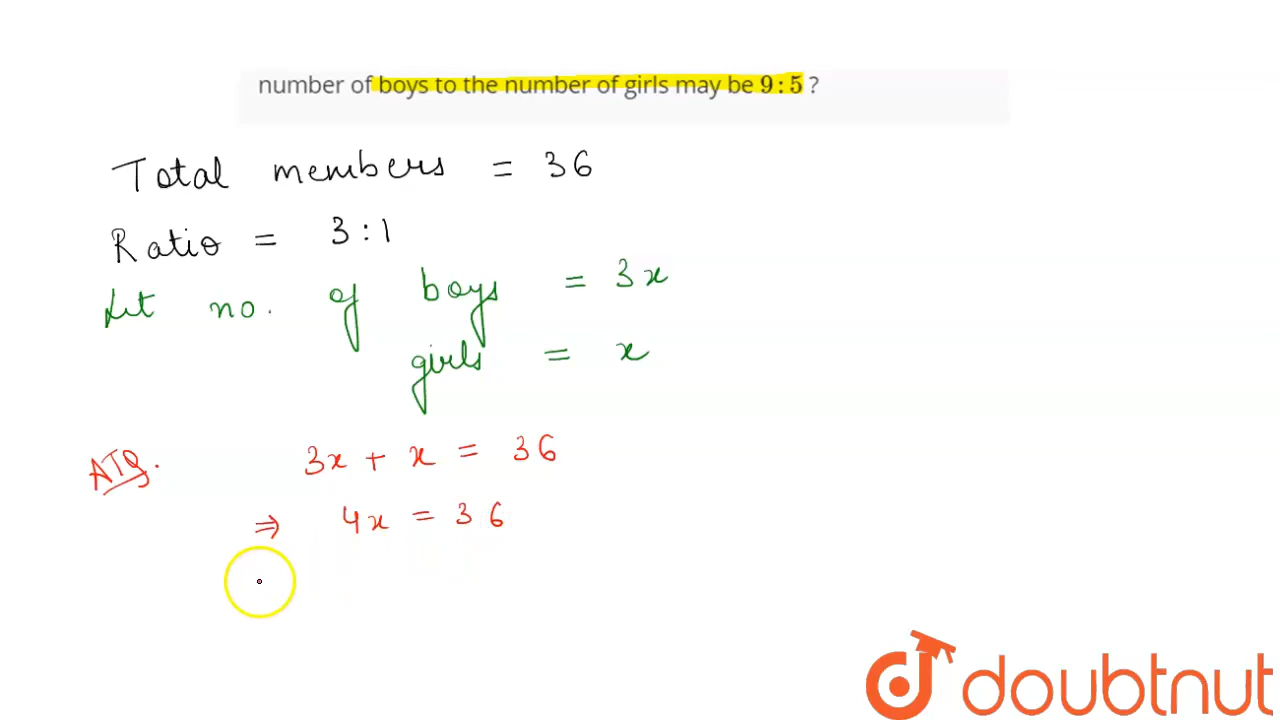 number of boys to the number of girls may be 9 : 5 ?
Total members = 36
Ratio = 3 : 1
Let no. of boys = 3x
girls = x
ATQ. 3x + x = 36
⇒ 4x = 36
doubtnut